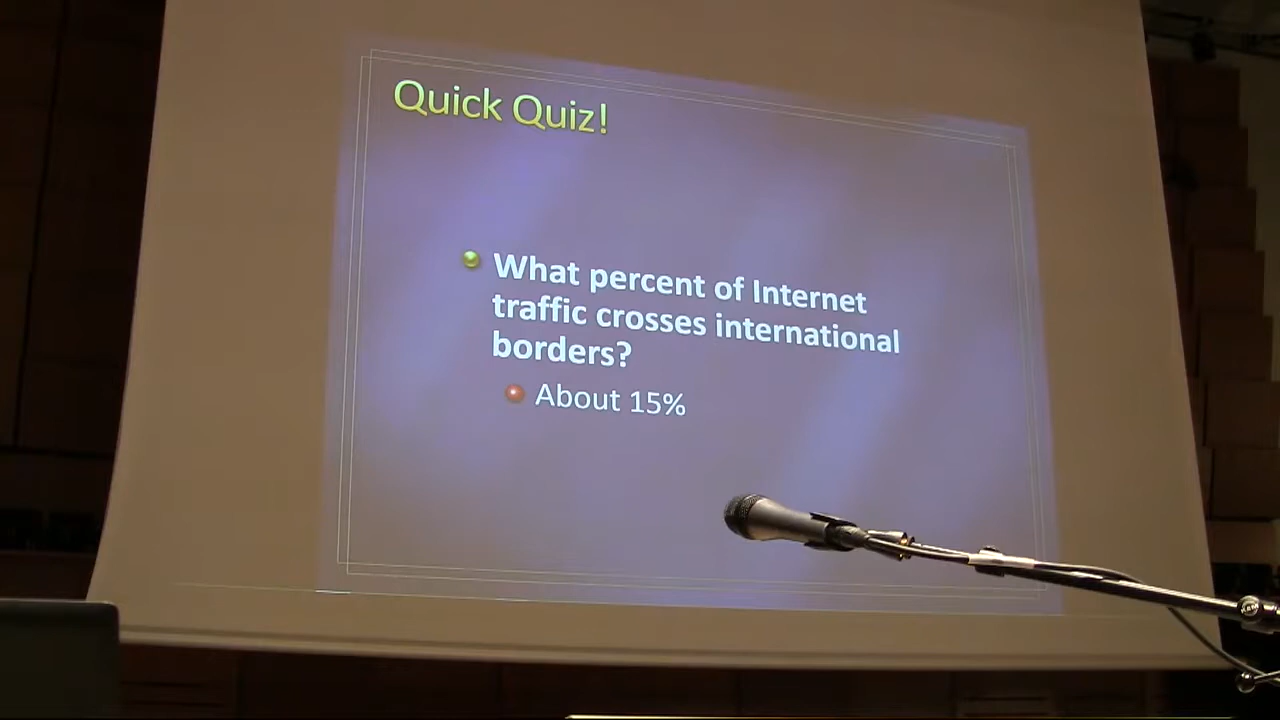 Quick Quiz!
What percent of Internet
traffic crosses international
borders?
About 15%